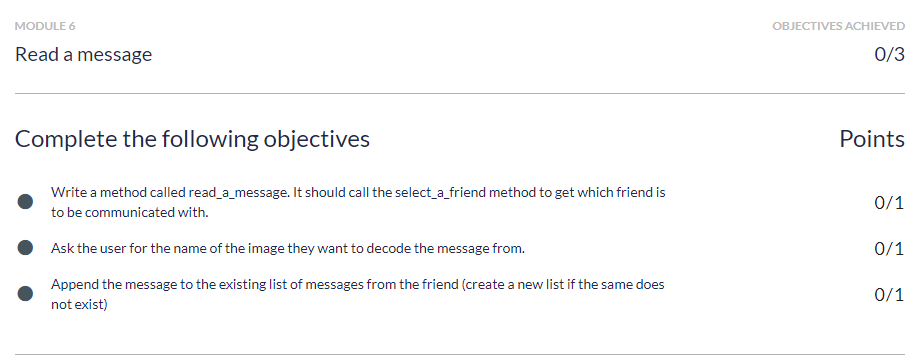 MODULE 6
OBJECTIVES ACHIEVED
Read a message
0/3
Complete the following objectives
Points
Write a method called read_a_message. It should call the select_a_friend method to get which friend is
to be communicated with.
0/1
Ask the user for the name of the image they want to decode the message from.
0/1
Append the message to the existing list of messages from the friend (create a new list if the same does
not exist)
0/1